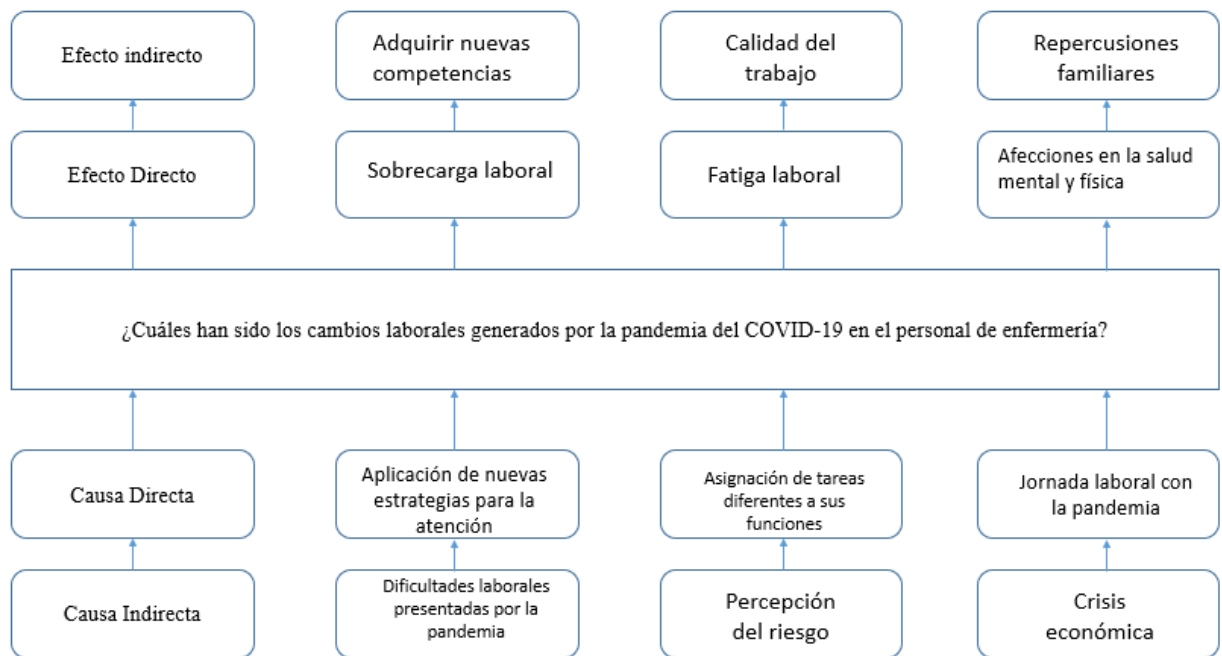 Efecto indirecto
Adquirir nuevas
competencias
Calidad del
trabajo
Repercusiones
familiares
Efecto Directo
Sobrecarga laboral
Fatiga laboral
Afecciones en la salud
mental y física
¿Cuáles han sido los cambios laborales generados por la pandemia del COVID-19 en el personal de enfermería?
Causa Directa
Aplicación de nuevas
estrategias para la
atención
Asignación de tareas
diferentes a sus
funciones
Jornada laboral con
la pandemia
Causa Indirecta
Dificultades laborales
presentadas por la
pandemia
Percepción
del riesgo
Crisis
económica